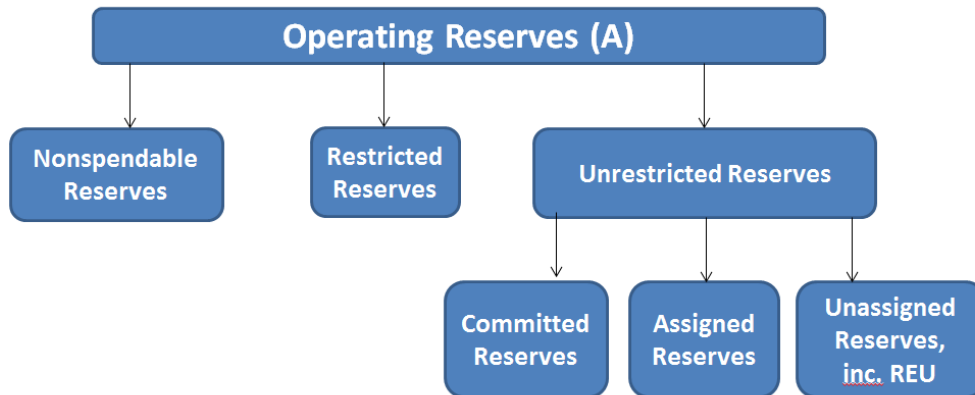 Operating Reserves (A)
Nonspendable
Reserves
Restricted
Reserves
Unrestricted Reserves
Committed
Reserves
Assigned
Reserves
Unassigned
Reserves,
inc. REU